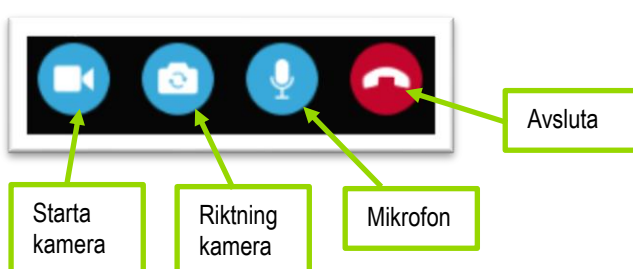 Avsluta
Starta
kamera
Riktning
kamera
Mikrofon